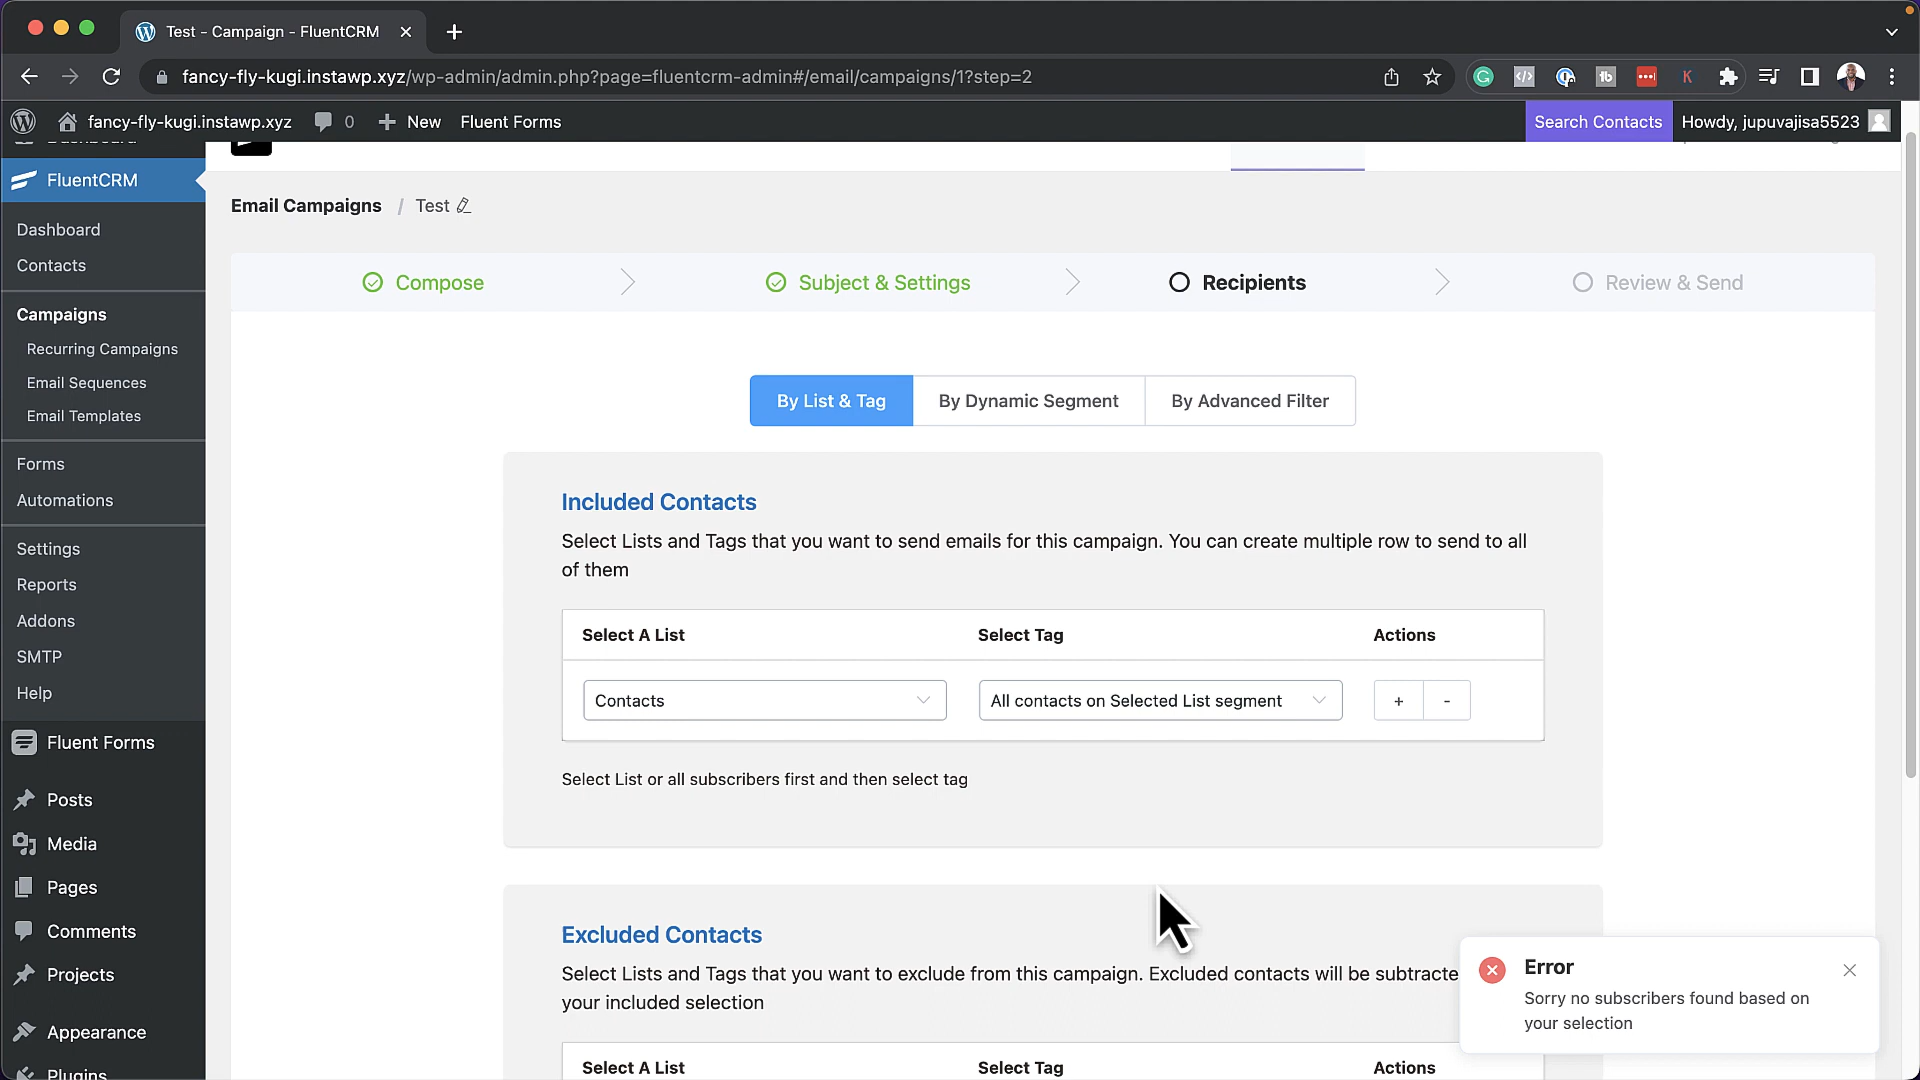 Test - Campaign - FluentCRM
fancy-fly-kugi.instawp.xyz/wp-admin/admin.php?page=fluentcrm-admin#/email/campaigns/1?step=2
fancy-fly-kugi.instawp.xyz
0
New
Fluent Forms
Search Contacts
Howdy, jupuvajisa5523
FluentCRM
Dashboard
Contacts
Campaigns
Recurring Campaigns
Email Sequences
Email Templates
Forms
Automations
Settings
Reports
Addons
SMTP
Help
Fluent Forms
Posts
Media
Pages
Comments
Projects
Appearance
Plugins
Email Campaigns / Test
Compose
Subject & Settings
Recipients
Review & Send
By List & Tag
By Dynamic Segment
By Advanced Filter
Included Contacts
Select Lists and Tags that you want to send emails for this campaign. You can create multiple row to send to all
of them
Select A List
Select Tag
Actions
Contacts
All contacts on Selected List segment
+
-
Select List or all subscribers first and then select tag
Excluded Contacts
Select Lists and Tags that you want to exclude from this campaign. Excluded contacts will be subtracte
your included selection
Select A List
Select Tag
Actions
Error
Sorry no subscribers found based on
your selection